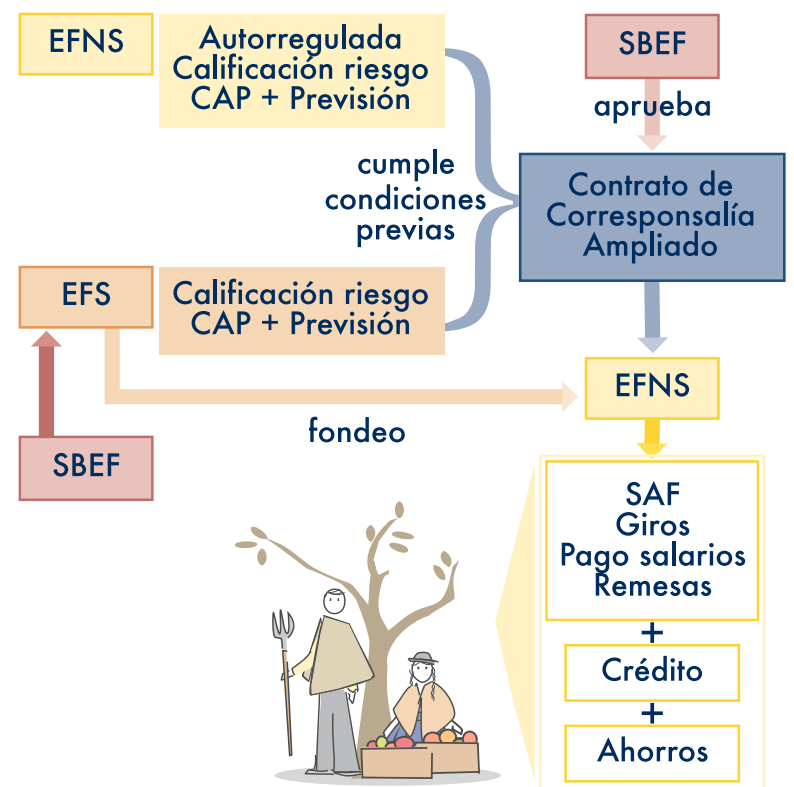 EFNS
Autorregulada
Calificación riesgo
CAP + Previsión
SBEF
aprueba
cumple
condiciones
previas
Contrato de
Corresponsalía
Ampliado
EFS
Calificación riesgo
CAP + Previsión
EFNS
fondeo
SBEF
SAF
Giros
Pago salarios
Remesas
+
Crédito
+
Ahorros